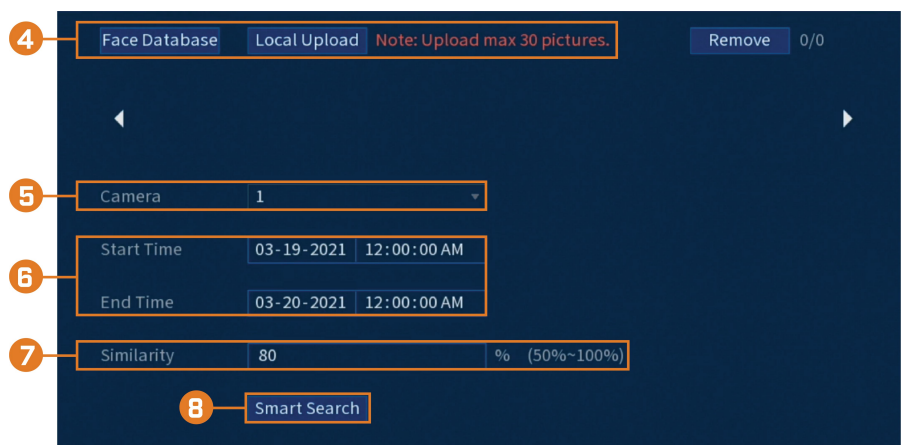 4 Face Database Local Upload Note: Upload max 30 pictures. Remove 0/0
5 Camera 1
Start Time 03-19-2021 12:00:00 AM
6
End Time 03-20-2021 12:00:00 AM
7 Similarity 80 % (50%~100%)
8 Smart Search